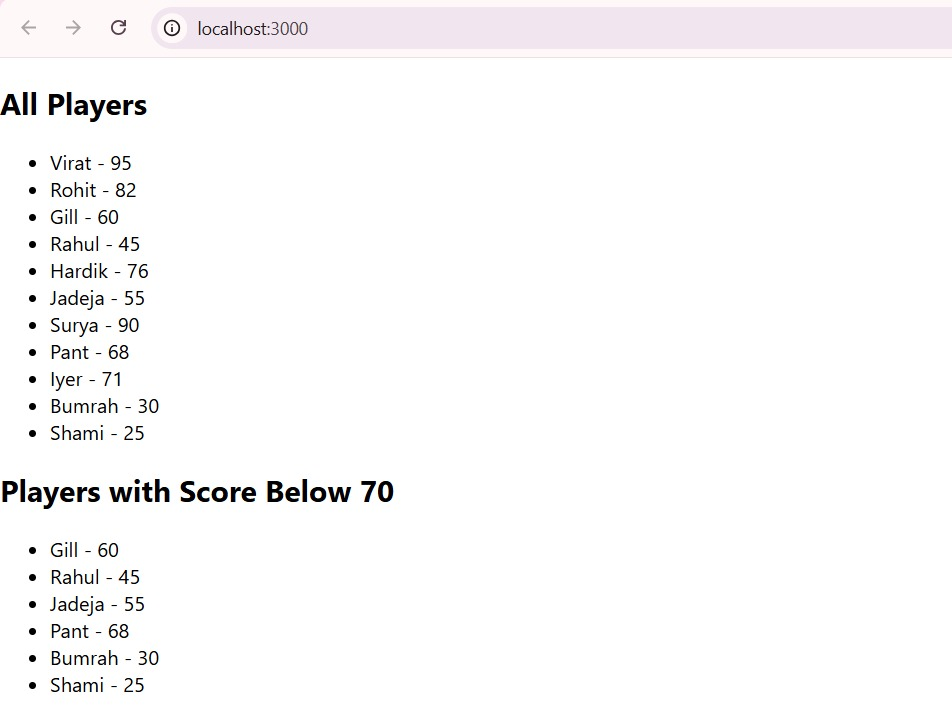 localhost:3000
All Players
Virat - 95
Rohit - 82
Gill - 60
Rahul - 45
Hardik - 76
Jadeja - 55
Surya - 90
Pant - 68
Iyer - 71
Bumrah - 30
Shami - 25
Players with Score Below 70
Gill - 60
Rahul - 45
Jadeja - 55
Pant - 68
Bumrah - 30
Shami - 25